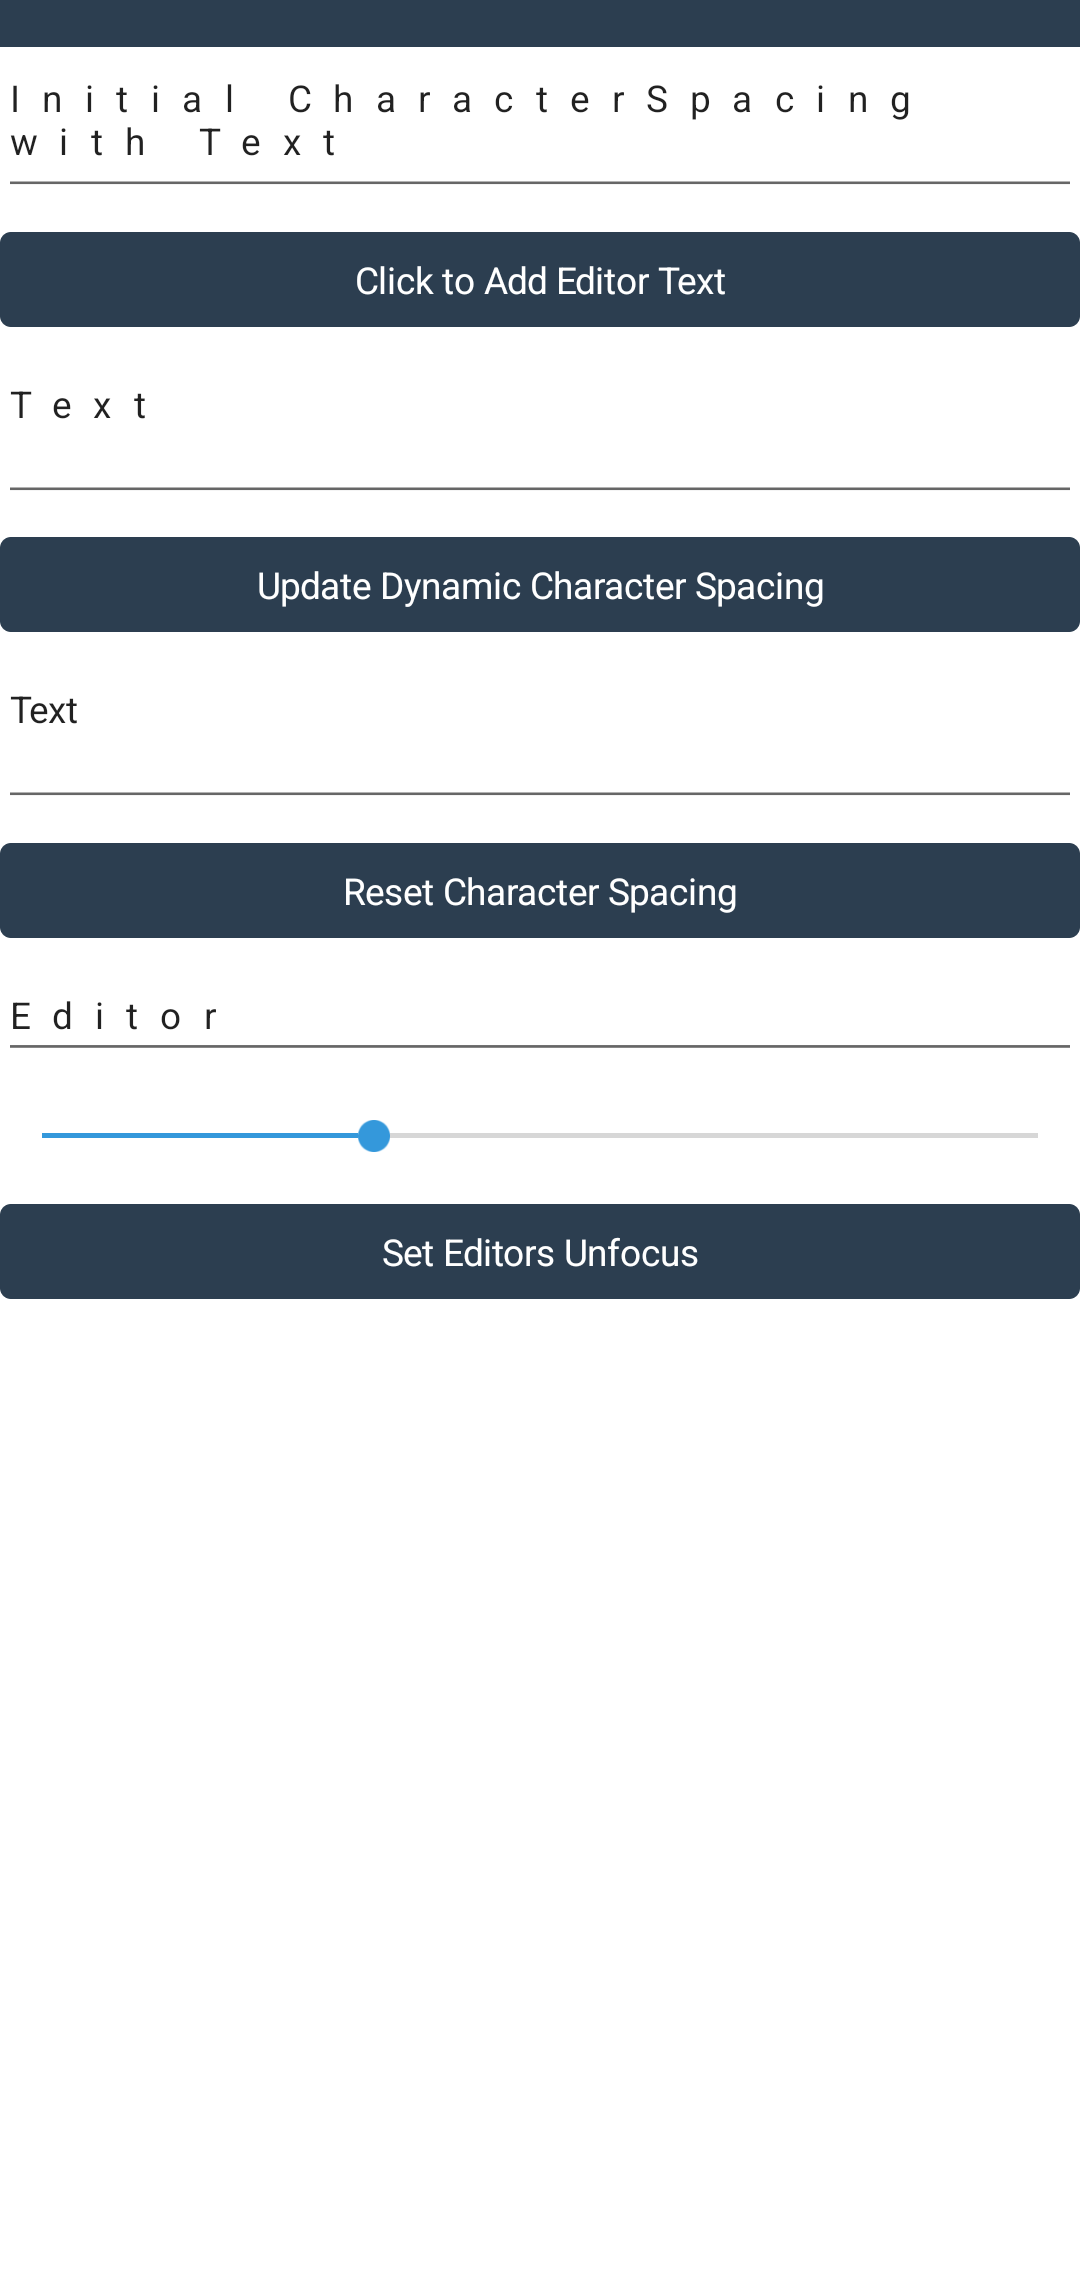 Initial CharacterSpacing
with Text
Click to Add Editor Text
Text
Update Dynamic Character Spacing
Text
Reset Character Spacing
Editor
Set Editors Unfocus